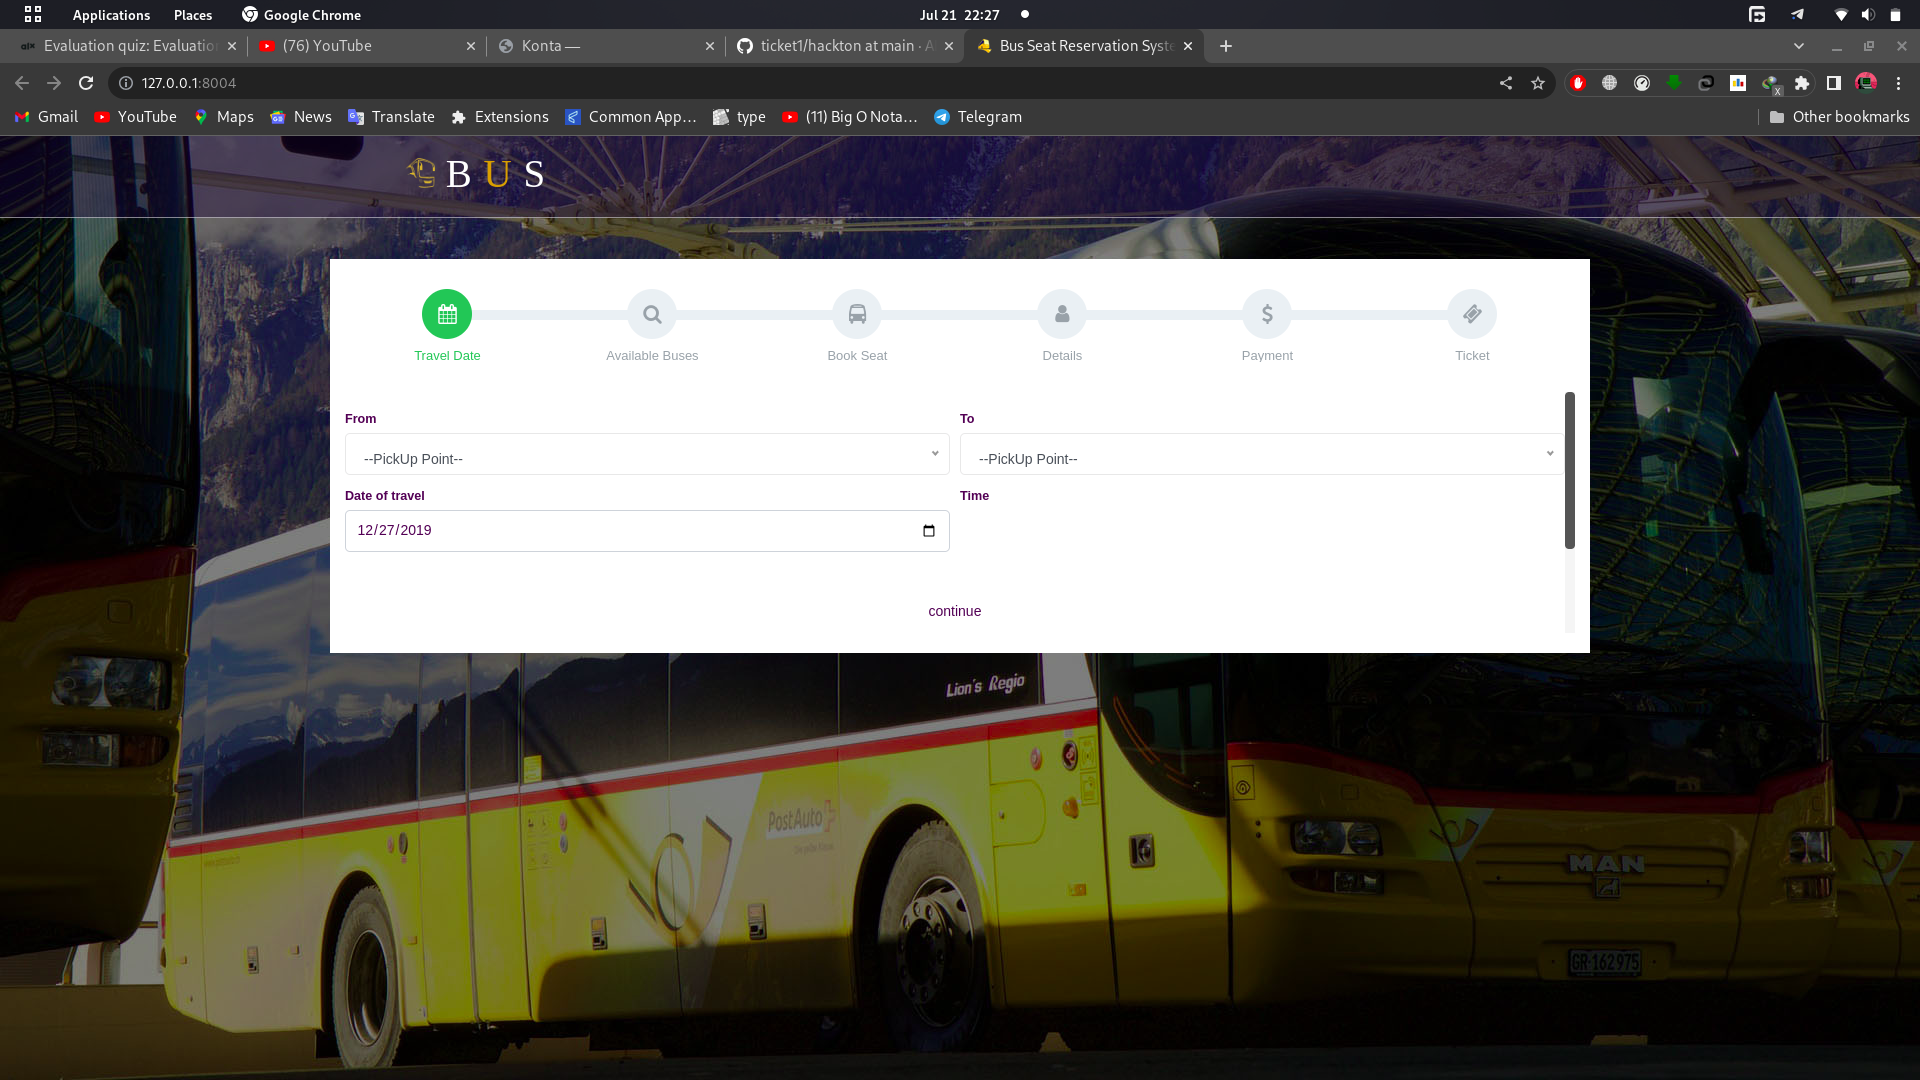 Applications Places Google Chrome Jul 21 22:27
Evaluation quiz: Evaluation (76) YouTube Konta — ticket1/hackton at main · A Bus Seat Reservation Syste
127.0.0.1:8004
Gmail YouTube Maps News Translate Extensions Common App… type (11) Big O Nota… Telegram Other bookmarks
B U S
Travel Date Available Buses Book Seat Details Payment Ticket
From To
--PickUp Point-- --PickUp Point--
Date of travel Time
12/27/2019
continue
Lion's Regio
PostAuto
MAN
GR·162975